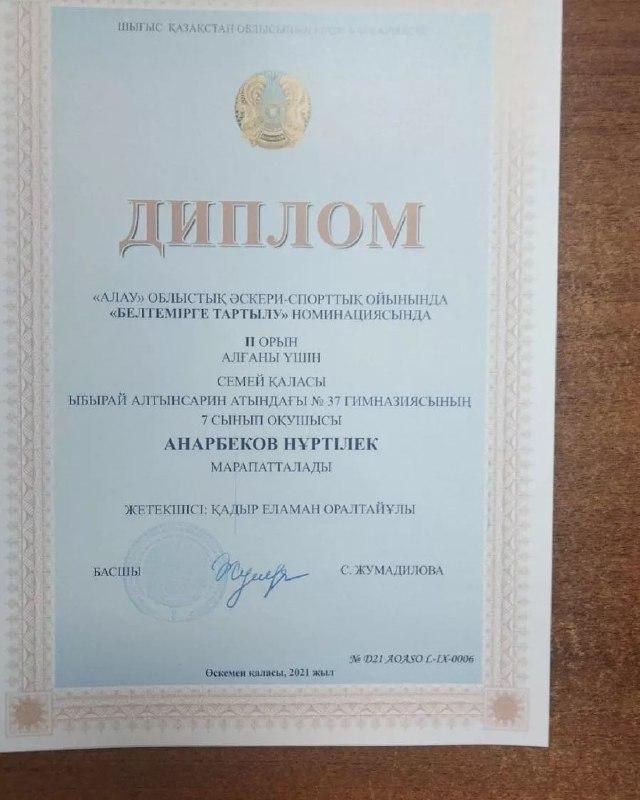 ШЫҒЫС ҚАЗАҚСТАН ОБЛЫСЫНЫҢ
ДИПЛОМ
«АЛАУ» ОБЛЫСТЫҚ ӘСКЕРИ-СПОРТТЫҚ ОЙЫНЫНДА
«БЕЛТЕМІРГЕ ТАРТЫЛУ» НОМИНАЦИЯСЫНДА
II ОРЫН
АЛҒАНЫ ҮШІН
СЕМЕЙ ҚАЛАСЫ
ЫБЫРАЙ АЛТЫНСАРИН АТЫНДАҒЫ № 37 ГИМНАЗИЯСЫНЫҢ
7 СЫНЫП ОҚУШЫСЫ
АНАРБЕКОВ НҰРТІЛЕК
МАРАПАТТАЛАДЫ
ЖЕТЕКШІСІ: ҚАДЫР ЕЛАМАН ОРАЛТАЙҰЛЫ
БАСШЫ С. ЖУМАДИЛОВА
№ D21 AOASO L-IX-0006
Өскемен қаласы, 2021 жыл